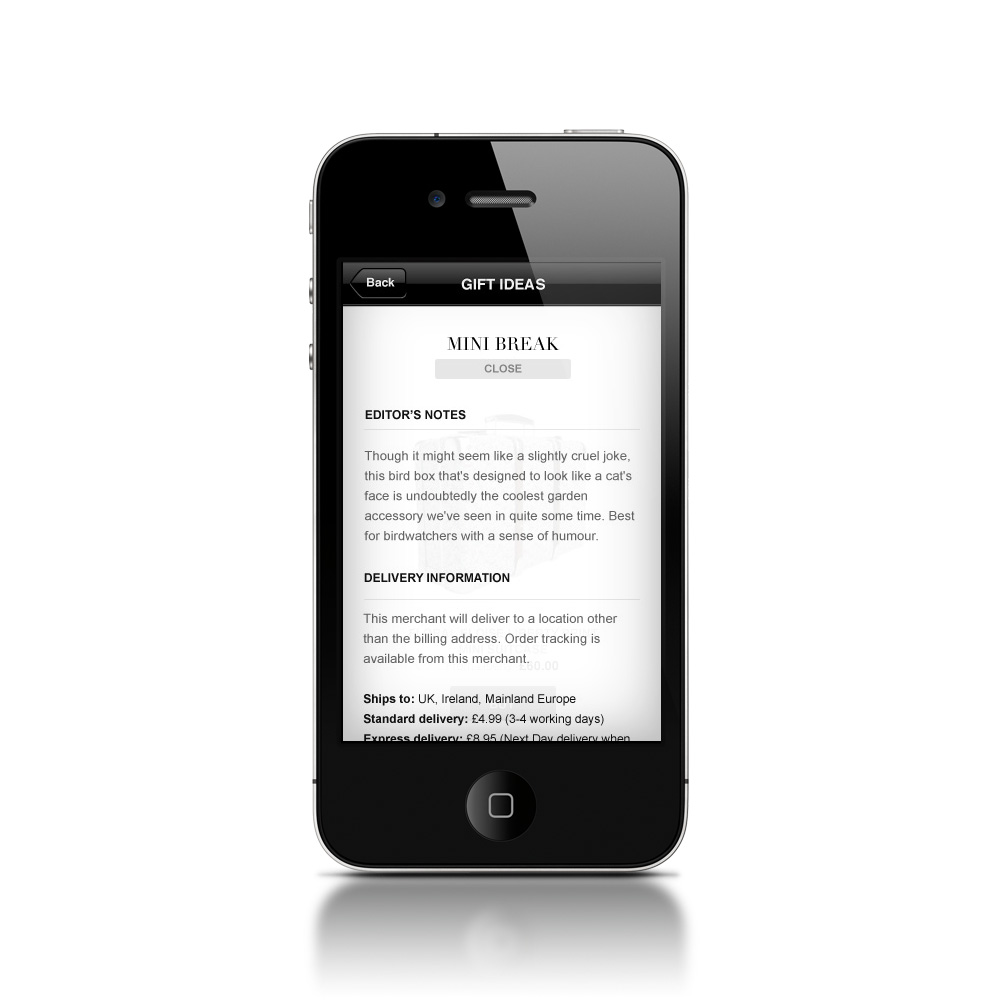 Back
GIFT IDEAS
MINI BREAK
CLOSE
EDITOR'S NOTES
Though it might seem like a slightly cruel joke,
this bird box that's designed to look like a cat's
face is undoubtedly the coolest garden
accessory we've seen in quite some time. Best
for birdwatchers with a sense of humour.
DELIVERY INFORMATION
This merchant will deliver to a location other
than the billing address. Order tracking is
available from this merchant.
£60.00
Ships to: UK, Ireland, Mainland Europe
Standard delivery: £4.99 (3-4 working days)
Express delivery: £8.95 (Next Day delivery when